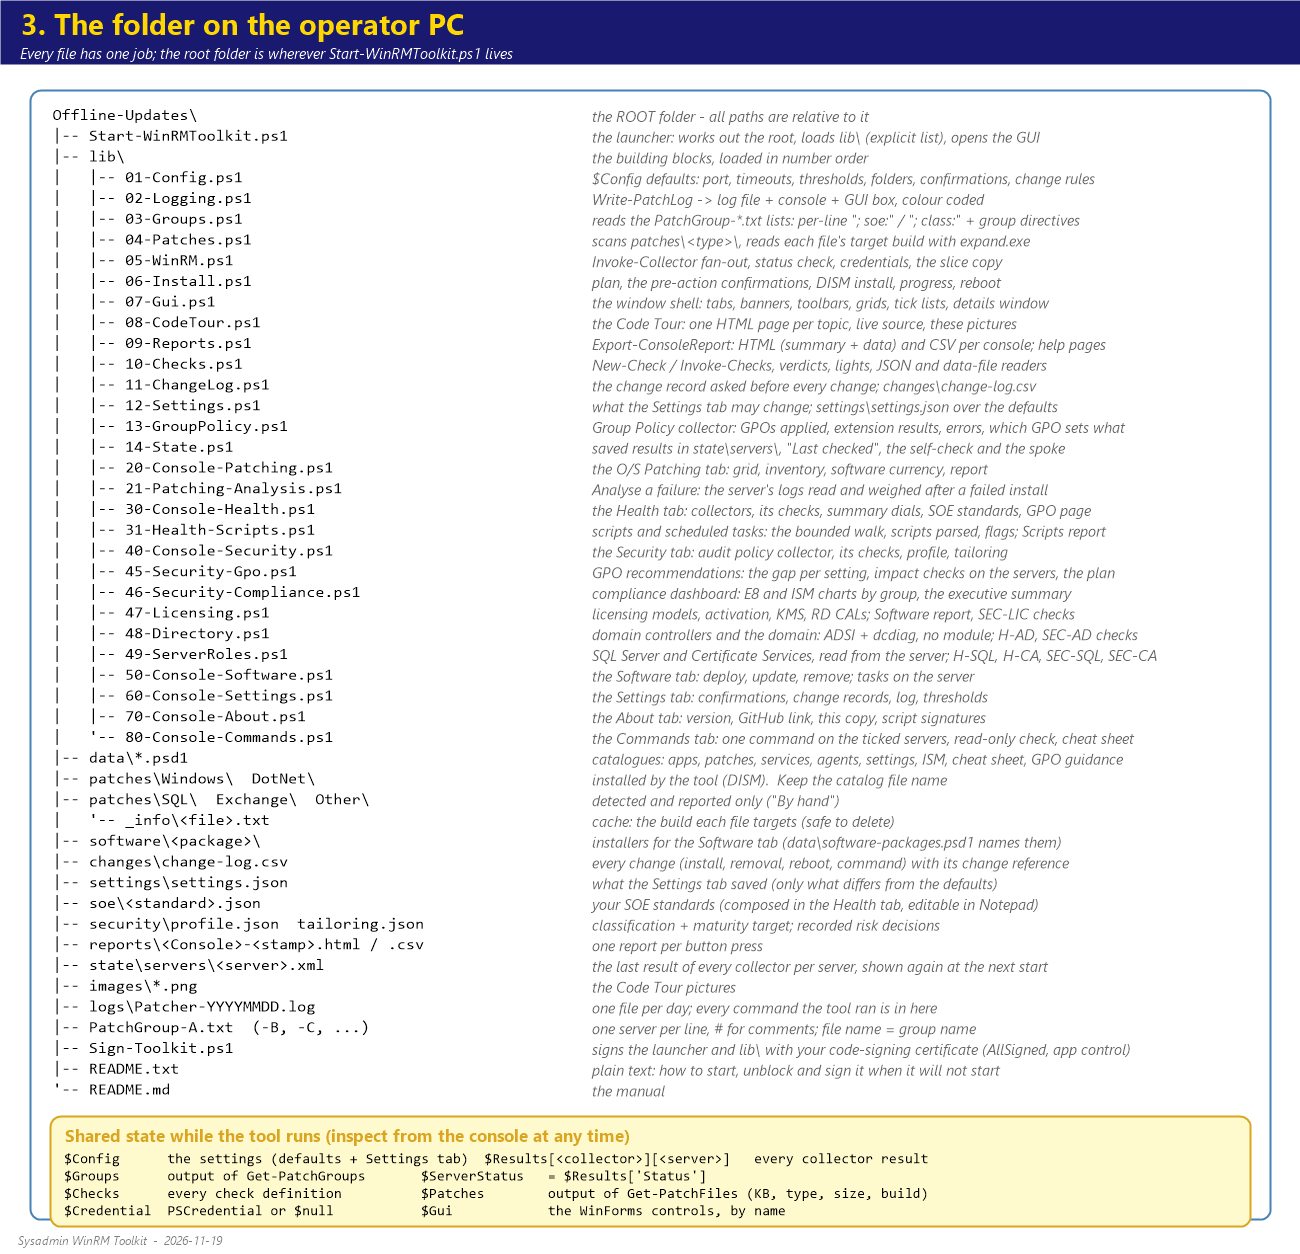 3. The folder on the operator PC
Every file has one job; the root folder is wherever Start-WinRMToolkit.ps1 lives
Offline-Updates\ the ROOT folder - all paths are relative to it
|-- Start-WinRMToolkit.ps1 the launcher: works out the root, loads lib\ (explicit list), opens the GUI
|-- lib\ the building blocks, loaded in number order
|   |-- 01-Config.ps1 $Config defaults: port, timeouts, thresholds, folders, confirmations, change rules
|   |-- 02-Logging.ps1 Write-PatchLog -> log file + console + GUI box, colour coded
|   |-- 03-Groups.ps1 reads the PatchGroup-*.txt lists: per-line "; soe:" / "; class:" + group directives
|   |-- 04-Patches.ps1 scans patches\<type>\, reads each file's target build with expand.exe
|   |-- 05-WinRM.ps1 Invoke-Collector fan-out, status check, credentials, the slice copy
|   |-- 06-Install.ps1 plan, the pre-action confirmations, DISM install, progress, reboot
|   |-- 07-Gui.ps1 the window shell: tabs, banners, toolbars, grids, tick lists, details window
|   |-- 08-CodeTour.ps1 the Code Tour: one HTML page per topic, live source, these pictures
|   |-- 09-Reports.ps1 Export-ConsoleReport: HTML (summary + data) and CSV per console; help pages
|   |-- 10-Checks.ps1 New-Check / Invoke-Checks, verdicts, lights, JSON and data-file readers
|   |-- 11-ChangeLog.ps1 the change record asked before every change; changes\change-log.csv
|   |-- 12-Settings.ps1 what the Settings tab may change; settings\settings.json over the defaults
|   |-- 13-GroupPolicy.ps1 Group Policy collector: GPOs applied, extension results, errors, which GPO sets what
|   |-- 14-State.ps1 saved results in state\servers\, "Last checked", the self-check and the spoke
|   |-- 20-Console-Patching.ps1 the O/S Patching tab: grid, inventory, software currency, report
|   |-- 21-Patching-Analysis.ps1 Analyse a failure: the server's logs read and weighed after a failed install
|   |-- 30-Console-Health.ps1 the Health tab: collectors, its checks, summary dials, SOE standards, GPO page
|   |-- 31-Health-Scripts.ps1 scripts and scheduled tasks: the bounded walk, scripts parsed, flags; Scripts report
|   |-- 40-Console-Security.ps1 the Security tab: audit policy collector, its checks, profile, tailoring
|   |-- 45-Security-Gpo.ps1 GPO recommendations: the gap per setting, impact checks on the servers, the plan
|   |-- 46-Security-Compliance.ps1 compliance dashboard: E8 and ISM charts by group, the executive summary
|   |-- 47-Licensing.ps1 licensing models, activation, KMS, RD CALs; Software report, SEC-LIC checks
|   |-- 48-Directory.ps1 domain controllers and the domain: ADSI + dcdiag, no module; H-AD, SEC-AD checks
|   |-- 49-ServerRoles.ps1 SQL Server and Certificate Services, read from the server; H-SQL, H-CA, SEC-SQL, SEC-CA
|   |-- 50-Console-Software.ps1 the Software tab: deploy, update, remove; tasks on the server
|   |-- 60-Console-Settings.ps1 the Settings tab: confirmations, change records, log, thresholds
|   |-- 70-Console-About.ps1 the About tab: version, GitHub link, this copy, script signatures
|   '-- 80-Console-Commands.ps1 the Commands tab: one command on the ticked servers, read-only check, cheat sheet
|-- data\*.psd1 catalogues: apps, patches, services, agents, settings, ISM, cheat sheet, GPO guidance
|-- patches\Windows\  DotNet\ installed by the tool (DISM).  Keep the catalog file name
|-- patches\SQL\  Exchange\  Other\ detected and reported only ("By hand")
|   '-- _info\<file>.txt cache: the build each file targets (safe to delete)
|-- software\<package>\ installers for the Software tab (data\software-packages.psd1 names them)
|-- changes\change-log.csv every change (install, removal, reboot, command) with its change reference
|-- settings\settings.json what the Settings tab saved (only what differs from the defaults)
|-- soe\<standard>.json your SOE standards (composed in the Health tab, editable in Notepad)
|-- security\profile.json  tailoring.json classification + maturity target; recorded risk decisions
|-- reports\<Console>-<stamp>.html / .csv one report per button press
|-- state\servers\<server>.xml the last result of every collector per server, shown again at the next start
|-- images\*.png the Code Tour pictures
|-- logs\Patcher-YYYYMMDD.log one file per day; every command the tool ran is in here
|-- PatchGroup-A.txt  (-B, -C, ...) one server per line, # for comments; file name = group name
|-- Sign-Toolkit.ps1 signs the launcher and lib\ with your code-signing certificate (AllSigned, app control)
|-- README.txt plain text: how to start, unblock and sign it when it will not start
'-- README.md the manual
Shared state while the tool runs (inspect from the console at any time)
$Config the settings (defaults + Settings tab) $Results[<collector>][<server>] every collector result
$Groups output of Get-PatchGroups $ServerStatus = $Results['Status']
$Checks every check definition $Patches output of Get-PatchFiles (KB, type, size, build)
$Credential PSCredential or $null $Gui the WinForms controls, by name
Sysadmin WinRM Toolkit - 2026-11-19